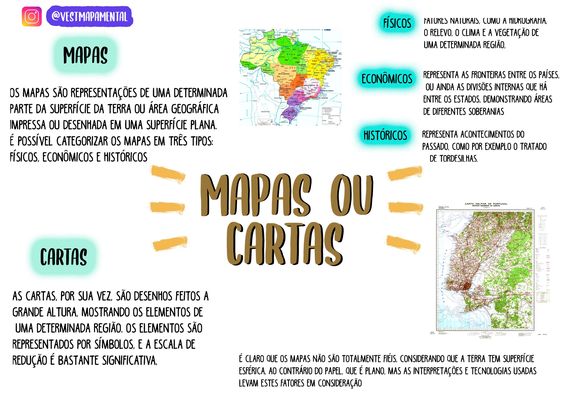 @VESTMAPAMENTAL
MAPAS
OS MAPAS SÃO REPRESENTAÇÕES DE UMA DETERMINADA
PARTE DA SUPERFÍCIE DA TERRA OU ÁREA GEOGRÁFICA
IMPRESSA OU DESENHADA EM UMA SUPERFÍCIE PLANA.
É POSSÍVEL CATEGORIZAR OS MAPAS EM TRÊS TIPOS:
FÍSICOS, ECONÔMICOS E HISTÓRICOS
FÍSICOS
FATORES NATURAIS, COMO A HIDROGRAFIA,
O RELEVO, O CLIMA E A VEGETAÇÃO DE
UMA DETERMINADA REGIÃO.
ECONÔMICOS
REPRESENTA AS FRONTEIRAS ENTRE OS PAÍSES,
OU AINDA AS DIVISÕES INTERNAS QUE HÁ
ENTRE OS ESTADOS, DEMONSTRANDO ÁREAS
DE DIFERENTES SOBERANIAS
HISTÓRICOS
REPRESENTA ACONTECIMENTOS DO
PASSADO, COMO POR EXEMPLO O TRATADO
DE TORDESILHAS.
MAPAS OU
CARTAS
CARTAS
AS CARTAS, POR SUA VEZ, SÃO DESENHOS FEITOS A
GRANDE ALTURA, MOSTRANDO OS ELEMENTOS DE
UMA DETERMINADA REGIÃO. OS ELEMENTOS SÃO
REPRESENTADOS POR SÍMBOLOS, E A ESCALA DE
REDUÇÃO É BASTANTE SIGNIFICATIVA.
CARTA MILITAR DE PORTUGAL
É CLARO QUE OS MAPAS NÃO SÃO TOTALMENTE FIÉIS, CONSIDERANDO QUE A TERRA TEM SUPERFÍCIE
ESFÉRICA, AO CONTRÁRIO DO PAPEL, QUE É PLANO, MAS AS INTERPRETAÇÕES E TECNOLOGIAS USADAS
LEVAM ESTES FATORES EM CONSIDERAÇÃO